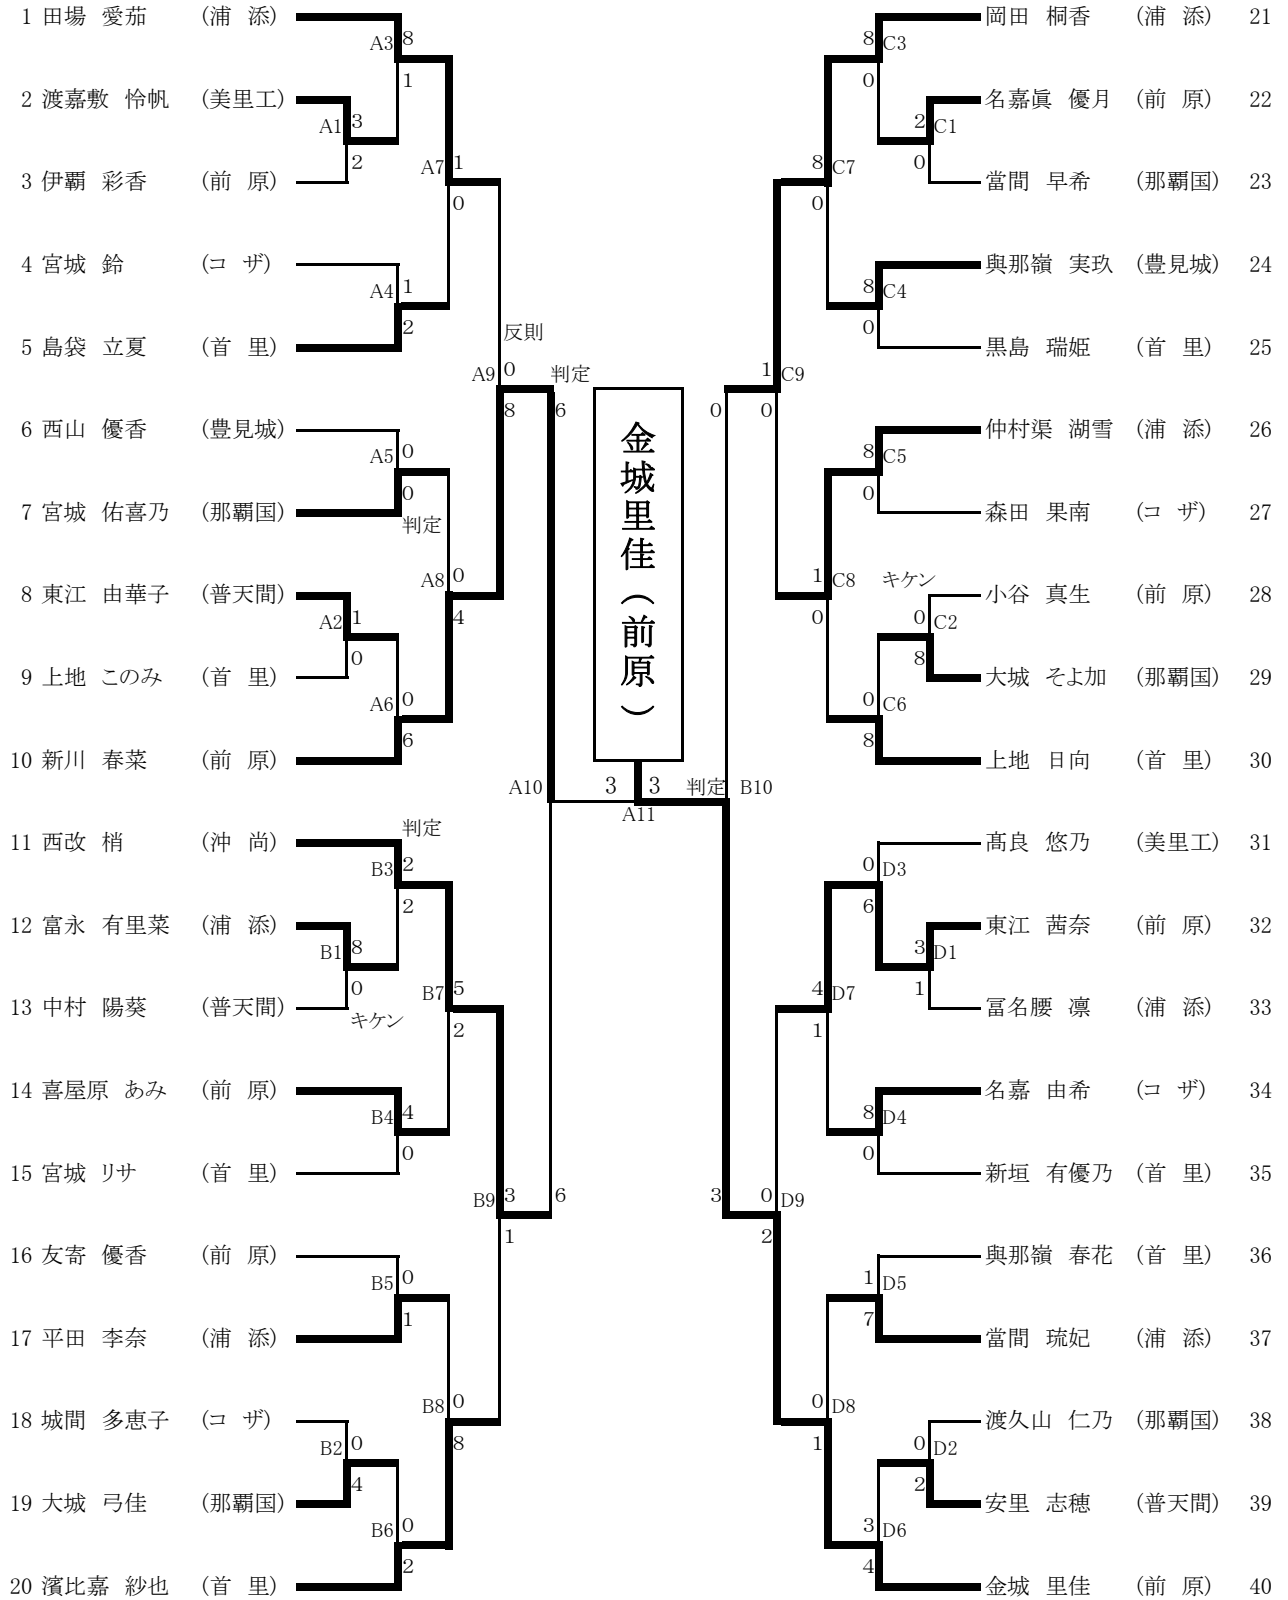 1 田場 愛茄 (浦 添)
A3 8
1
2 渡嘉敷 怜帆 (美里工)
A1 3
2
3 伊覇 彩香 (前 原)
A7 1
0
4 宮城 鈴 (コ ザ)
A4 1
2
5 島袋 立夏 (首 里)
反則
A9 0
8
判定
6
6 西山 優香 (豊見城)
A5 0
0
判定
7 宮城 佑喜乃 (那覇国)
A8 0
4
8 東江 由華子 (普天間)
A2 1
0
9 上地 このみ (首 里)
A6 0
6
10 新川 春菜 (前 原)
A10
11 西改 梢 (沖 尚)
判定
B3 2
2
12 富永 有里菜 (浦 添)
B1 8
0
キケン
13 中村 陽葵 (普天間)
B7 5
2
14 喜屋原 あみ (前 原)
B4 4
0
15 宮城 リサ (首 里)
B9 3
1
6
16 友寄 優香 (前 原)
B5 0
1
17 平田 李奈 (浦 添)
B8 0
8
18 城間 多恵子 (コ ザ)
B2 0
4
19 大城 弓佳 (那覇国)
B6 0
2
20 濱比嘉 紗也 (首 里)
金城里佳(前原)
3 3 判定
A11
岡田 桐香 (浦 添) 21
8 C3
0
名嘉眞 優月 (前 原) 22
2 C1
0
當間 早希 (那覇国) 23
8 C7
0
與那嶺 実玖 (豊見城) 24
8 C4
0
黒島 瑞姫 (首 里) 25
1 C9
0
0
仲村渠 湖雪 (浦 添) 26
8 C5
0
森田 果南 (コ ザ) 27
1 C8
0
キケン
小谷 真生 (前 原) 28
0 C2
8
大城 そよ加 (那覇国) 29
0 C6
8
上地 日向 (首 里) 30
B10
髙良 悠乃 (美里工) 31
0 D3
6
東江 茜奈 (前 原) 32
3 D1
1
冨名腰 凛 (浦 添) 33
4 D7
1
名嘉 由希 (コ ザ) 34
8 D4
0
新垣 有優乃 (首 里) 35
3
0 D9
2
與那嶺 春花 (首 里) 36
1 D5
7
當間 琉妃 (浦 添) 37
0 D8
1
渡久山 仁乃 (那覇国) 38
0 D2
2
安里 志穂 (普天間) 39
3 D6
4
金城 里佳 (前 原) 40